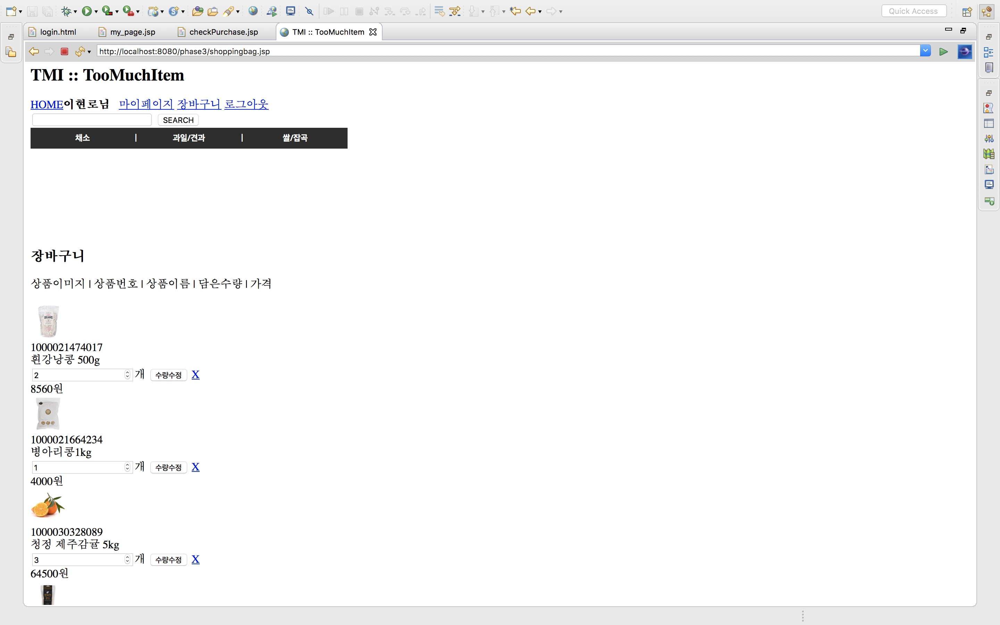 Quick Access
login.html my_page.jsp checkPurchase.jsp TMI :: TooMuchItem
http://localhost:8080/phase3/shoppingbag.jsp
TMI :: TooMuchItem
HOME이현로님 마이페이지 장바구니 로그아웃
SEARCH
채소 | 과일/견과 | 쌀/잡곡
장바구니
상품이미지 | 상품번호 | 상품이름 | 담은수량 | 가격
BEANS
1000021474017
흰강낭콩 500g
2 개 수량수정 X
8560원
1000021664234
병아리콩1kg
1 개 수량수정 X
4000원
1000030328089
청정 제주감귤 5kg
3 개 수량수정 X
64500원